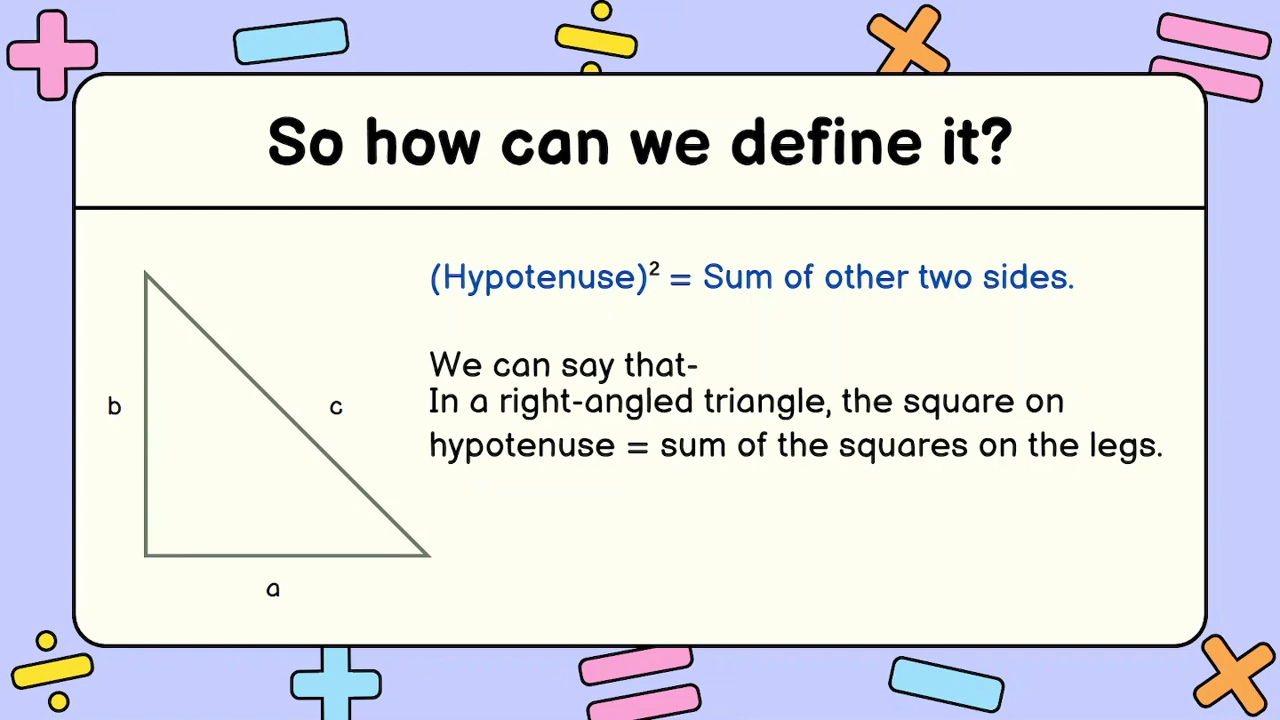 So how can we define it?
(Hypotenuse)² = Sum of other two sides.
We can say that-
In a right-angled triangle, the square on
hypotenuse = sum of the squares on the legs.
b
c
a